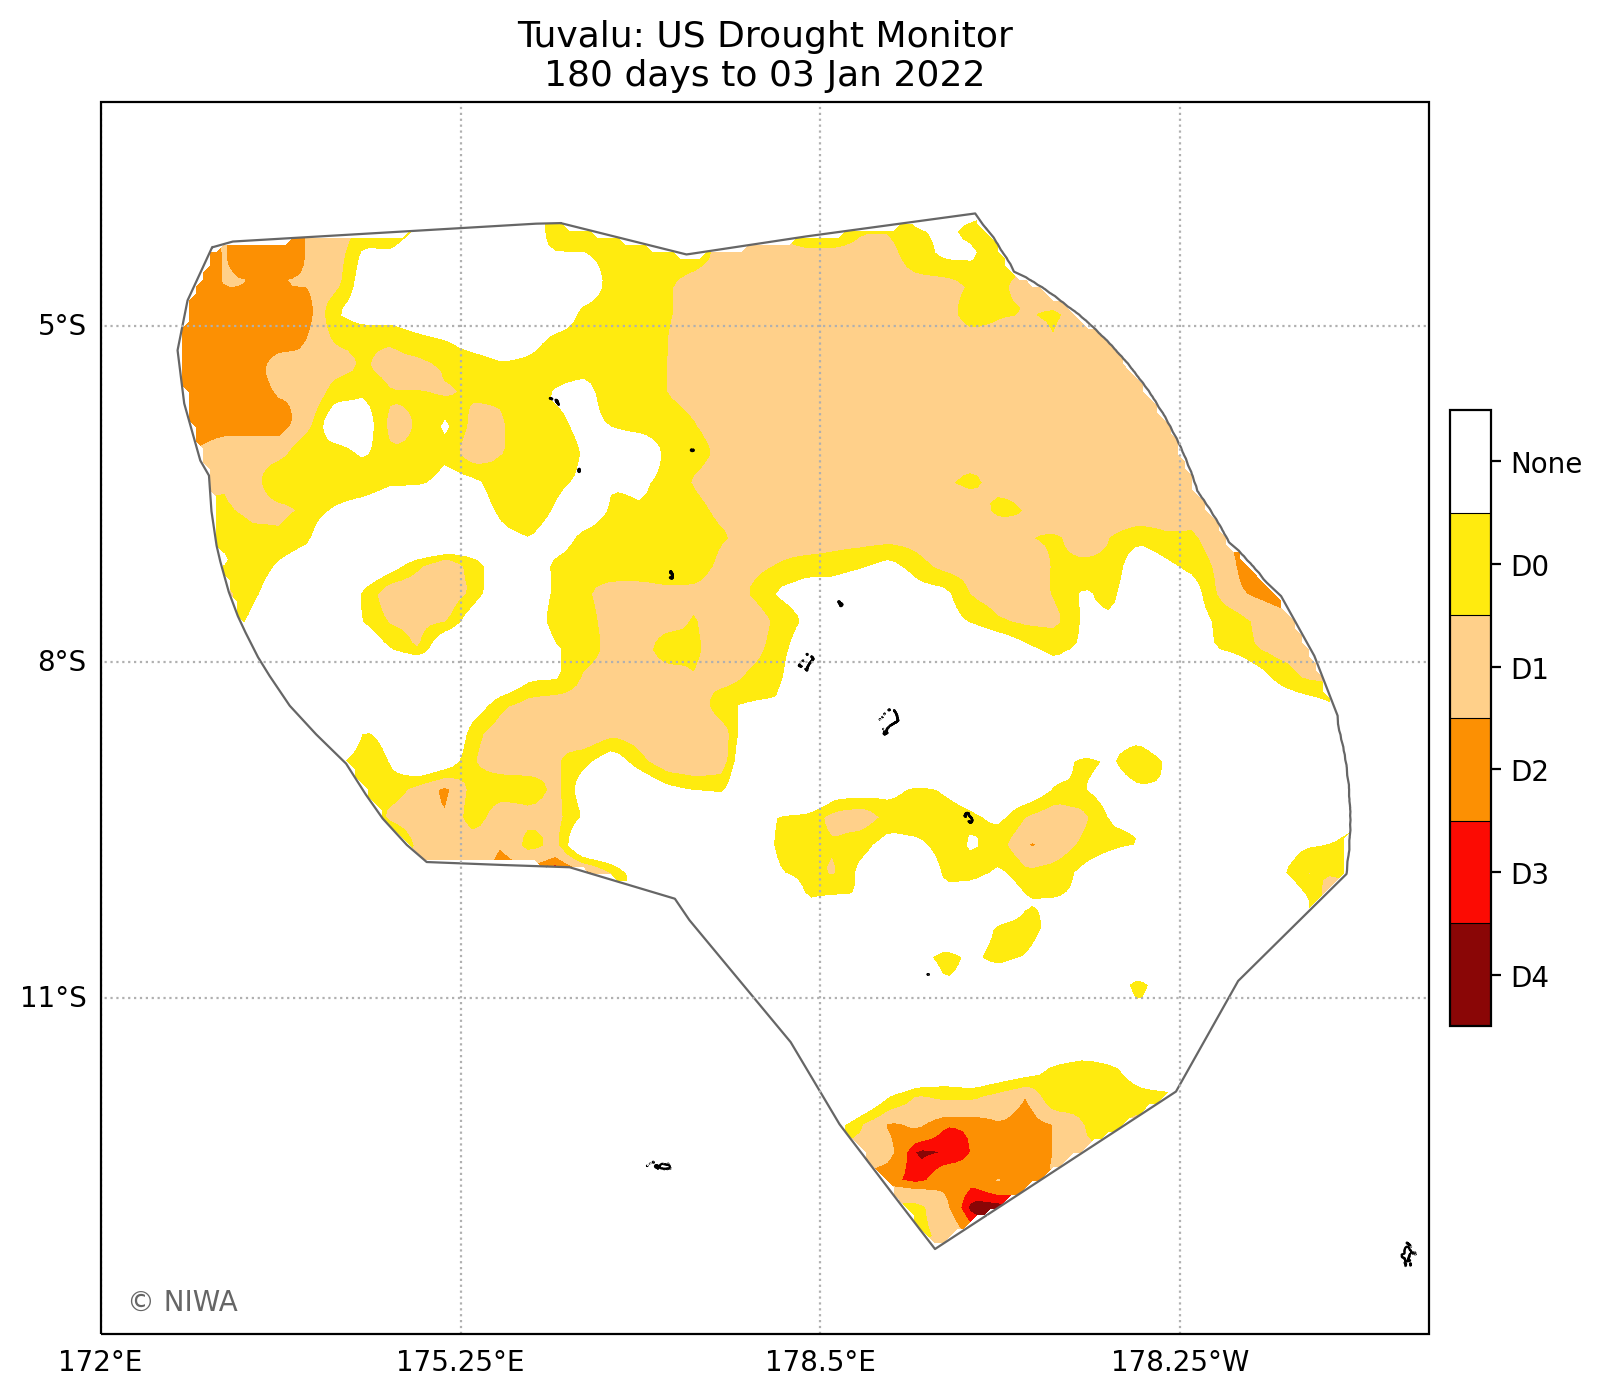 Tuvalu: US Drought Monitor
180 days to 03 Jan 2022
5°S
8°S
11°S
172°E
175.25°E
178.5°E
178.25°W
None
D0
D1
D2
D3
D4
© NIWA